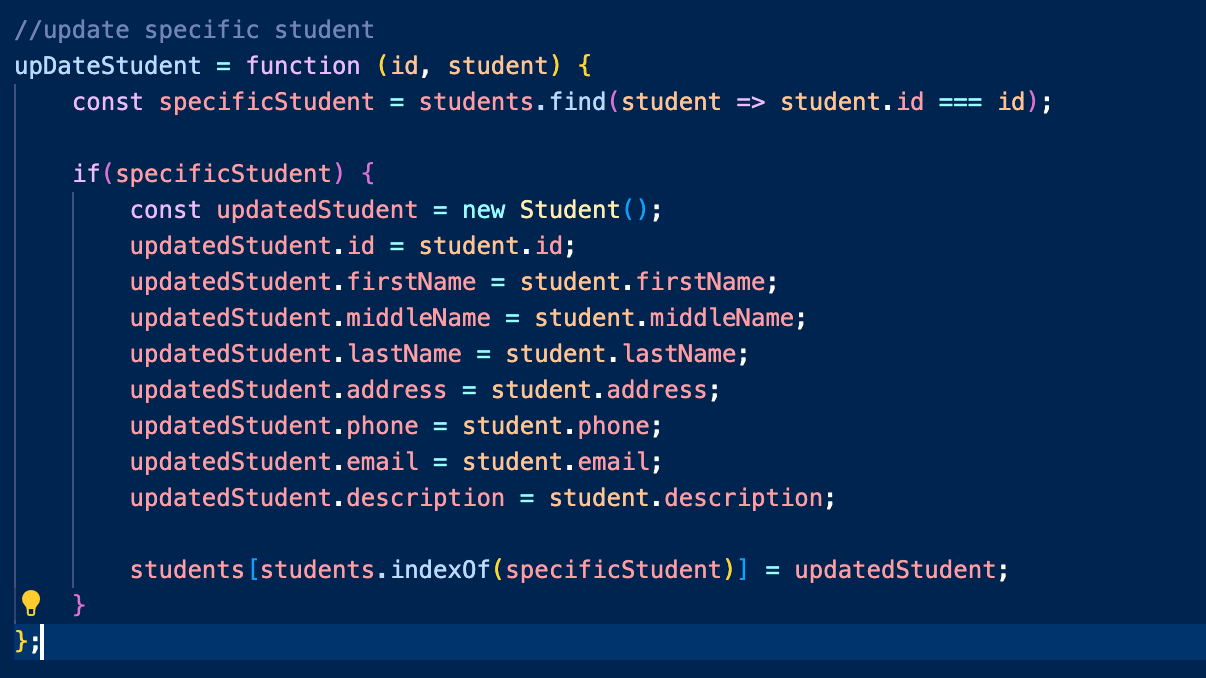 //update specific student
upDateStudent = function (id, student) {
    const specificStudent = students.find(student => student.id === id);

    if(specificStudent) {
        const updatedStudent = new Student();
        updatedStudent.id = student.id;
        updatedStudent.firstName = student.firstName;
        updatedStudent.middleName = student.middleName;
        updatedStudent.lastName = student.lastName;
        updatedStudent.address = student.address;
        updatedStudent.phone = student.phone;
        updatedStudent.email = student.email;
        updatedStudent.description = student.description;

        students[students.indexOf(specificStudent)] = updatedStudent;
    }
};